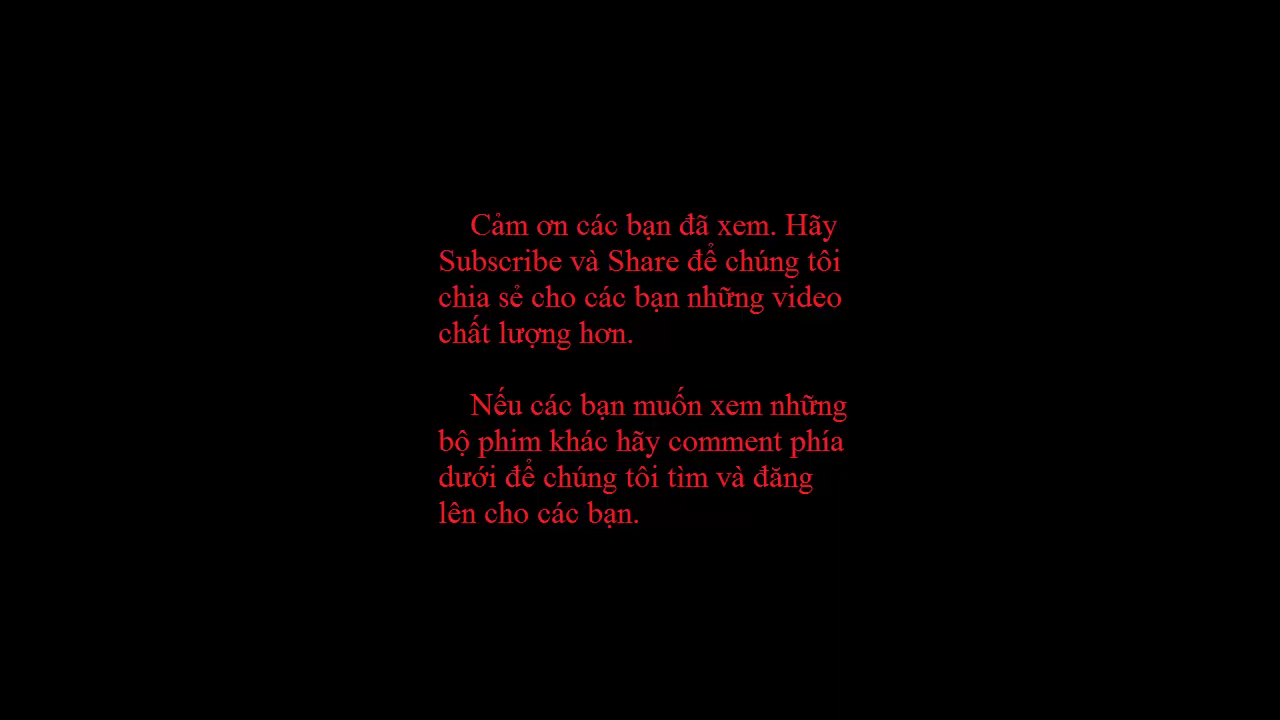 Cảm ơn các bạn đã xem. Hãy
Subscribe và Share để chúng tôi
chia sẻ cho các bạn những video
chất lượng hơn.
Nếu các bạn muốn xem những
bộ phim khác hãy comment phía
dưới để chúng tôi tìm và đăng
lên cho các bạn.